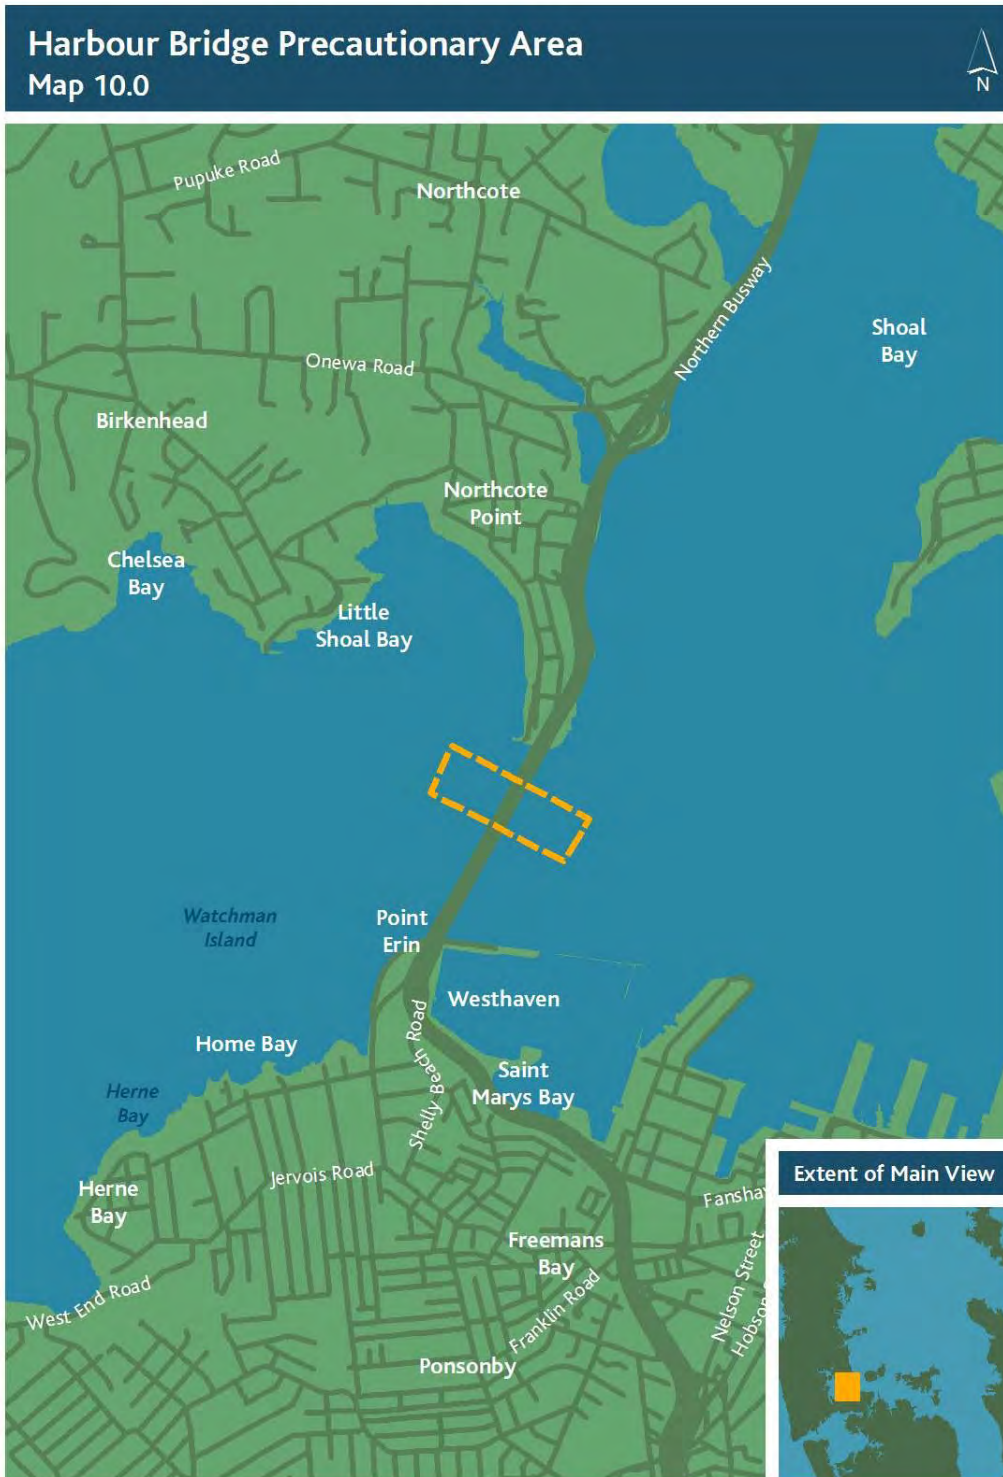 Harbour Bridge Precautionary Area
Map 10.0
N
Pupuke Road
Northcote
Northern Busway
Shoal
Bay
Onewa Road
Birkenhead
Northcote
Point
Chelsea
Bay
Little
Shoal Bay
Watchman
Island
Point
Erin
Westhaven
Home Bay
Shelly Beach Road
Saint
Marys Bay
Herne
Bay
Jervois Road
Herne
Bay
Extent of Main View
Fansha
Freemans
Bay
Nelson Street
Hobson
West End Road
Franklin Road
Ponsonby